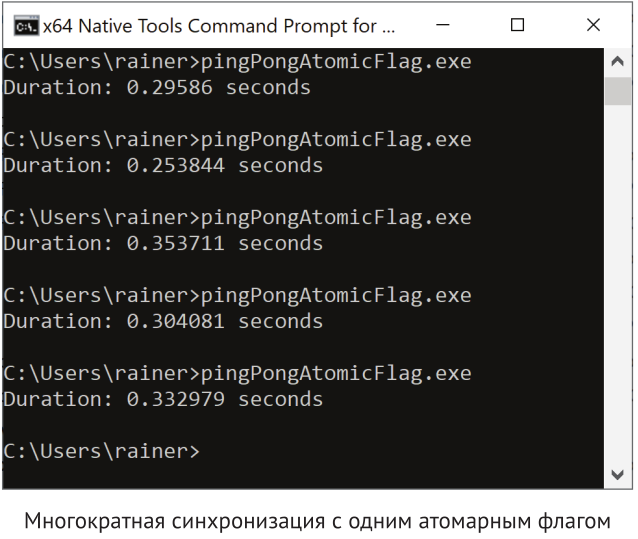 x64 Native Tools Command Prompt for ...
C:\Users\rainer>pingPongAtomicFlag.exe
Duration: 0.29586 seconds
C:\Users\rainer>pingPongAtomicFlag.exe
Duration: 0.253844 seconds
C:\Users\rainer>pingPongAtomicFlag.exe
Duration: 0.353711 seconds
C:\Users\rainer>pingPongAtomicFlag.exe
Duration: 0.304081 seconds
C:\Users\rainer>pingPongAtomicFlag.exe
Duration: 0.332979 seconds
C:\Users\rainer>
Многократная синхронизация с одним атомарным флагом